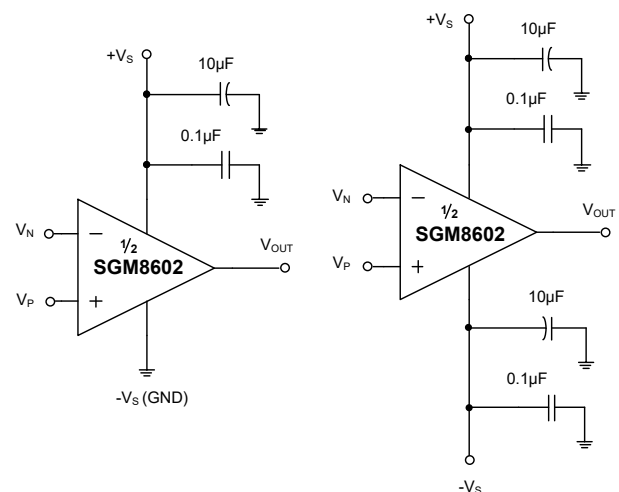 +VS
10µF
0.1µF
VN
½
SGM8602
VP
VOUT
-VS (GND)
+VS
10µF
0.1µF
VN
½
SGM8602
VP
VOUT
10µF
0.1µF
-VS